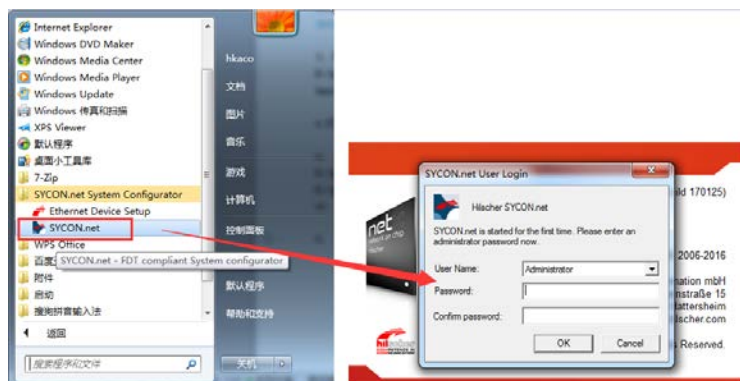 Internet Explorer
Windows DVD Maker
Windows Media Center
Windows Media Player
Windows Update
Windows 传真和扫描
XPS Viewer
默认程序
桌面小工具库
7-Zip
SYCON.net System Configurator
Ethernet Device Setup
SYCON.net
WPS Office
SYCON.net - FDT compliant System configurator
附件
启动
搜狗拼音输入法
返回
搜索程序和文件
hkaco
文档
图片
音乐
游戏
计算机
控制面板
默认程序
帮助和支持
关机
SYCON.net User Login
Hilscher SYCON.net
SYCON.net is started for the first time. Please enter an
administrator password now.
User Name:
Administrator
Password:
Confirm password:
OK
Cancel
ild 170125)
2006-2016
mation mbH
nstraße 15
attersheim
lscher.com
s Reserved.
net
network on chip